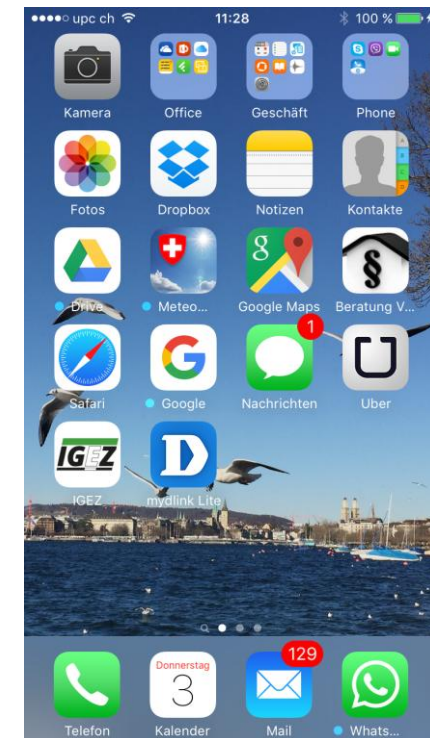 upc ch 11:28 100 %
Kamera Office Geschäft Phone
Fotos Dropbox Notizen Kontakte
8 §
Drive Meteo... Google Maps Beratung V...
1
G
Safari Google Nachrichten Uber
IGEZ D
IGEZ mydlink Lite
129
Donnerstag
3
Telefon Kalender Mail Whats...